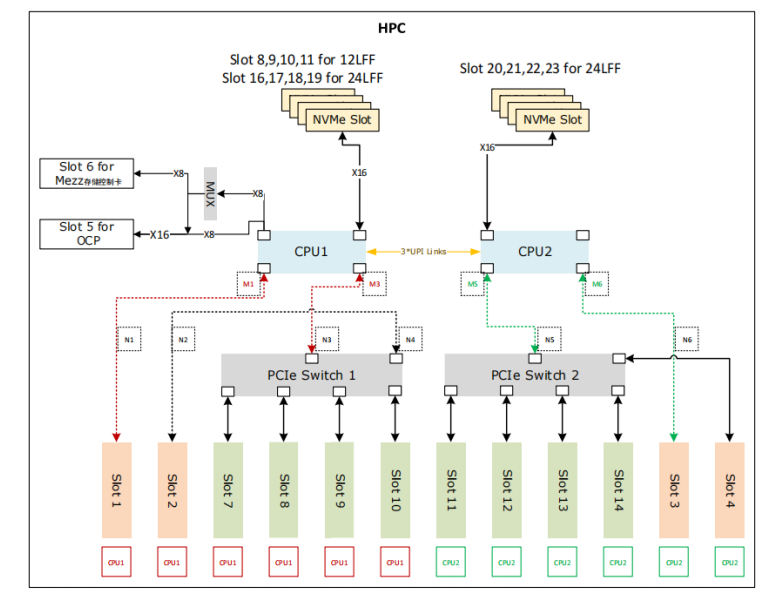 HPC
Slot 8,9,10,11 for 12LFF
Slot 16,17,18,19 for 24LFF
Slot 20,21,22,23 for 24LFF
NVMe Slot
NVMe Slot
X16
X16
Slot 6 for
Mezz存储控制卡
X8
MUX
X8
Slot 5 for
OCP
X16
X8
CPU1
3*UPI Links
CPU2
M1
M3
M5
M6
N1
N2
N3
N4
N5
N6
PCIe Switch 1
PCIe Switch 2
Slot 1
Slot 2
Slot 7
Slot 8
Slot 9
Slot 10
Slot 11
Slot 12
Slot 13
Slot 14
Slot 3
Slot 4
CPU1
CPU1
CPU1
CPU1
CPU1
CPU1
CPU2
CPU2
CPU2
CPU2
CPU2
CPU2